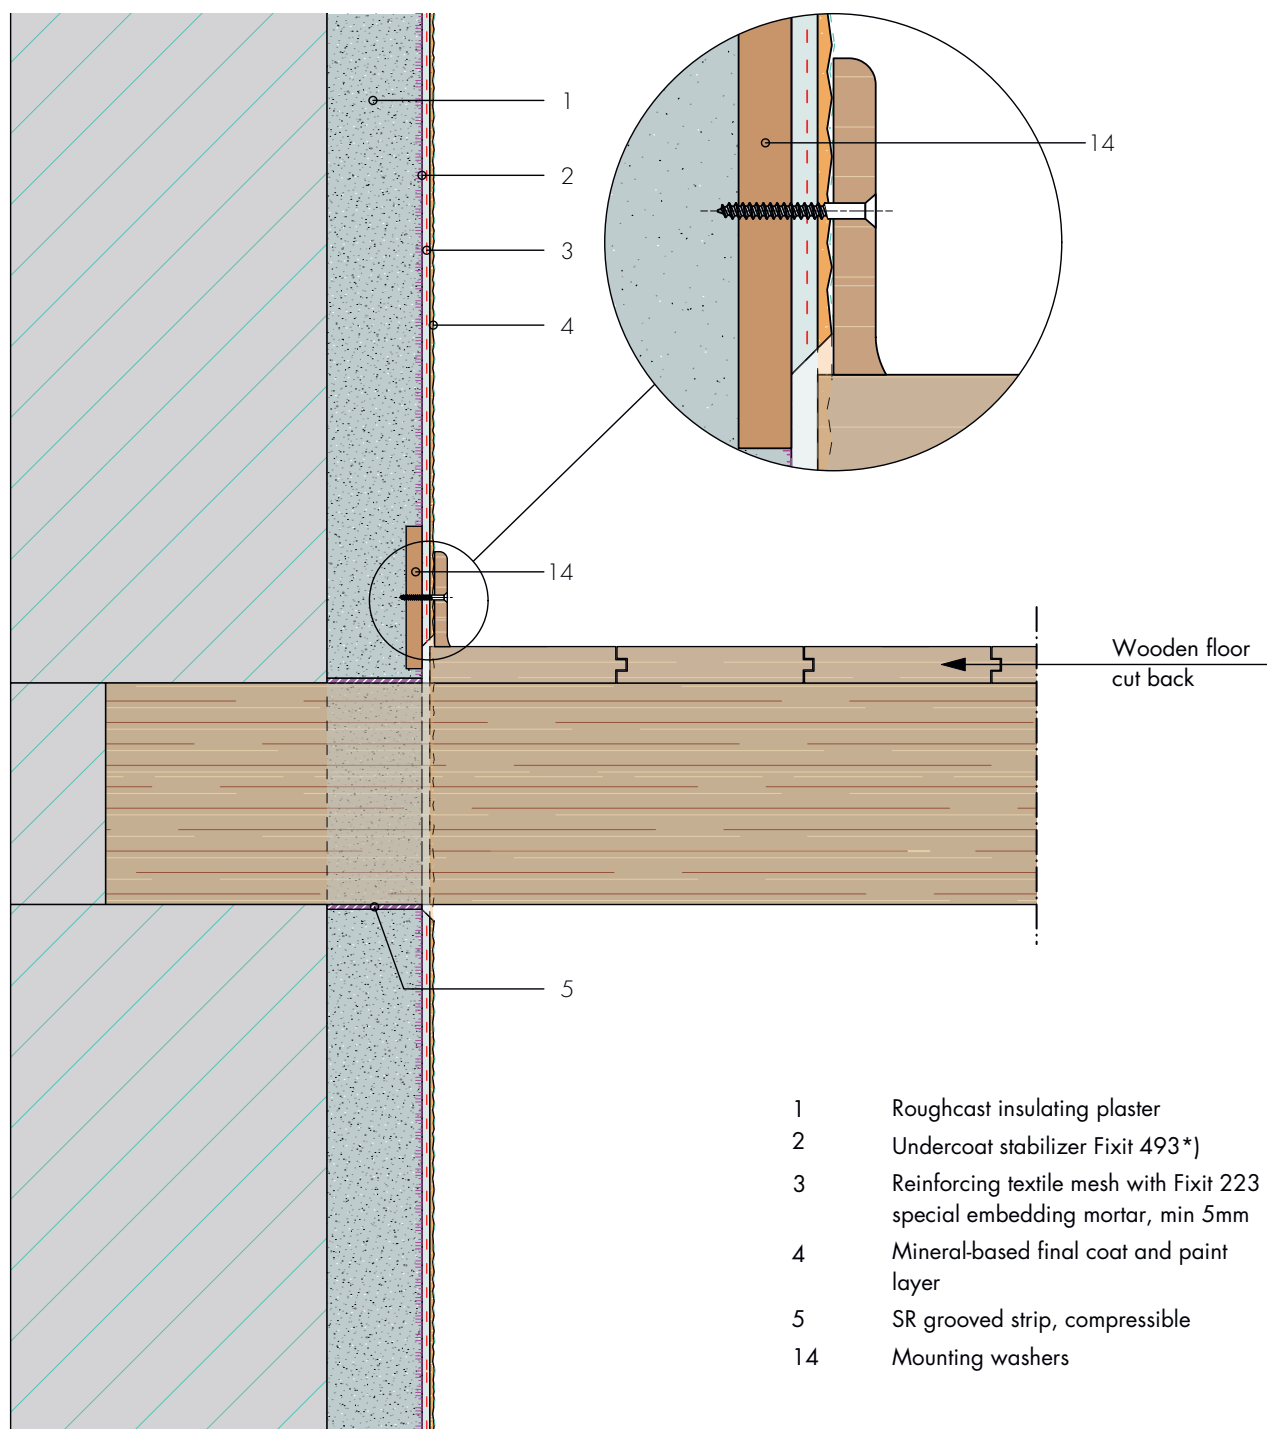 1
2
3
4
14
14
Wooden floor
cut back
5
1 Roughcast insulating plaster
2 Undercoat stabilizer Fixit 493*)
3 Reinforcing textile mesh with Fixit 223
special embedding mortar, min 5mm
4 Mineral-based final coat and paint
layer
5 SR grooved strip, compressible
14 Mounting washers